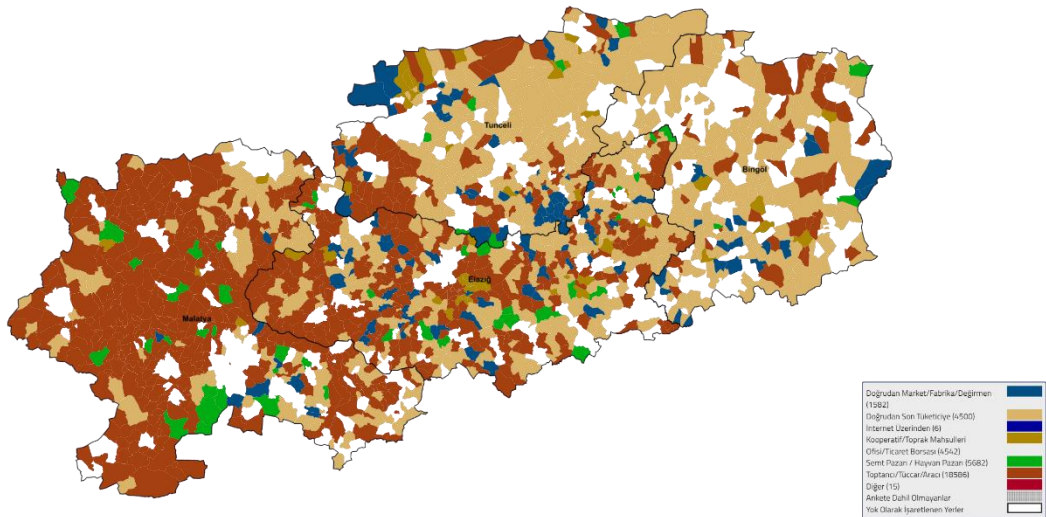 Tunceli
Bingöl
Elazığ
Malatya
Doğrudan Market/Fabrika/Değirmen
(1582)
Doğrudan Son Tüketiciye (4500)
İnternet Üzerinden (6)
Kooperatif/Toprak Mahsulleri
Ofisi/Ticaret Borsası (4542)
Semt Pazarı / Hayvan Pazarı (5682)
Toptancı/Tüccar/Aracı (18586)
Diğer (15)
Ankete Dahil Olmayanlar
Yok Olarak İşaretlenen Yerler